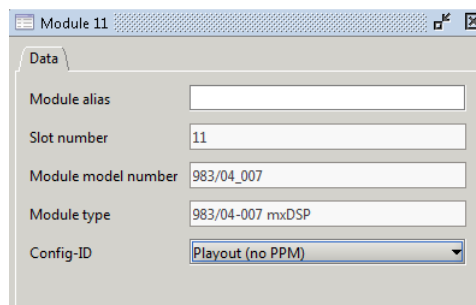 Module 11
Data
Module alias
Slot number 11
Module model number 983/04_007
Module type 983/04-007 mxDSP
Config-ID Playout (no PPM)